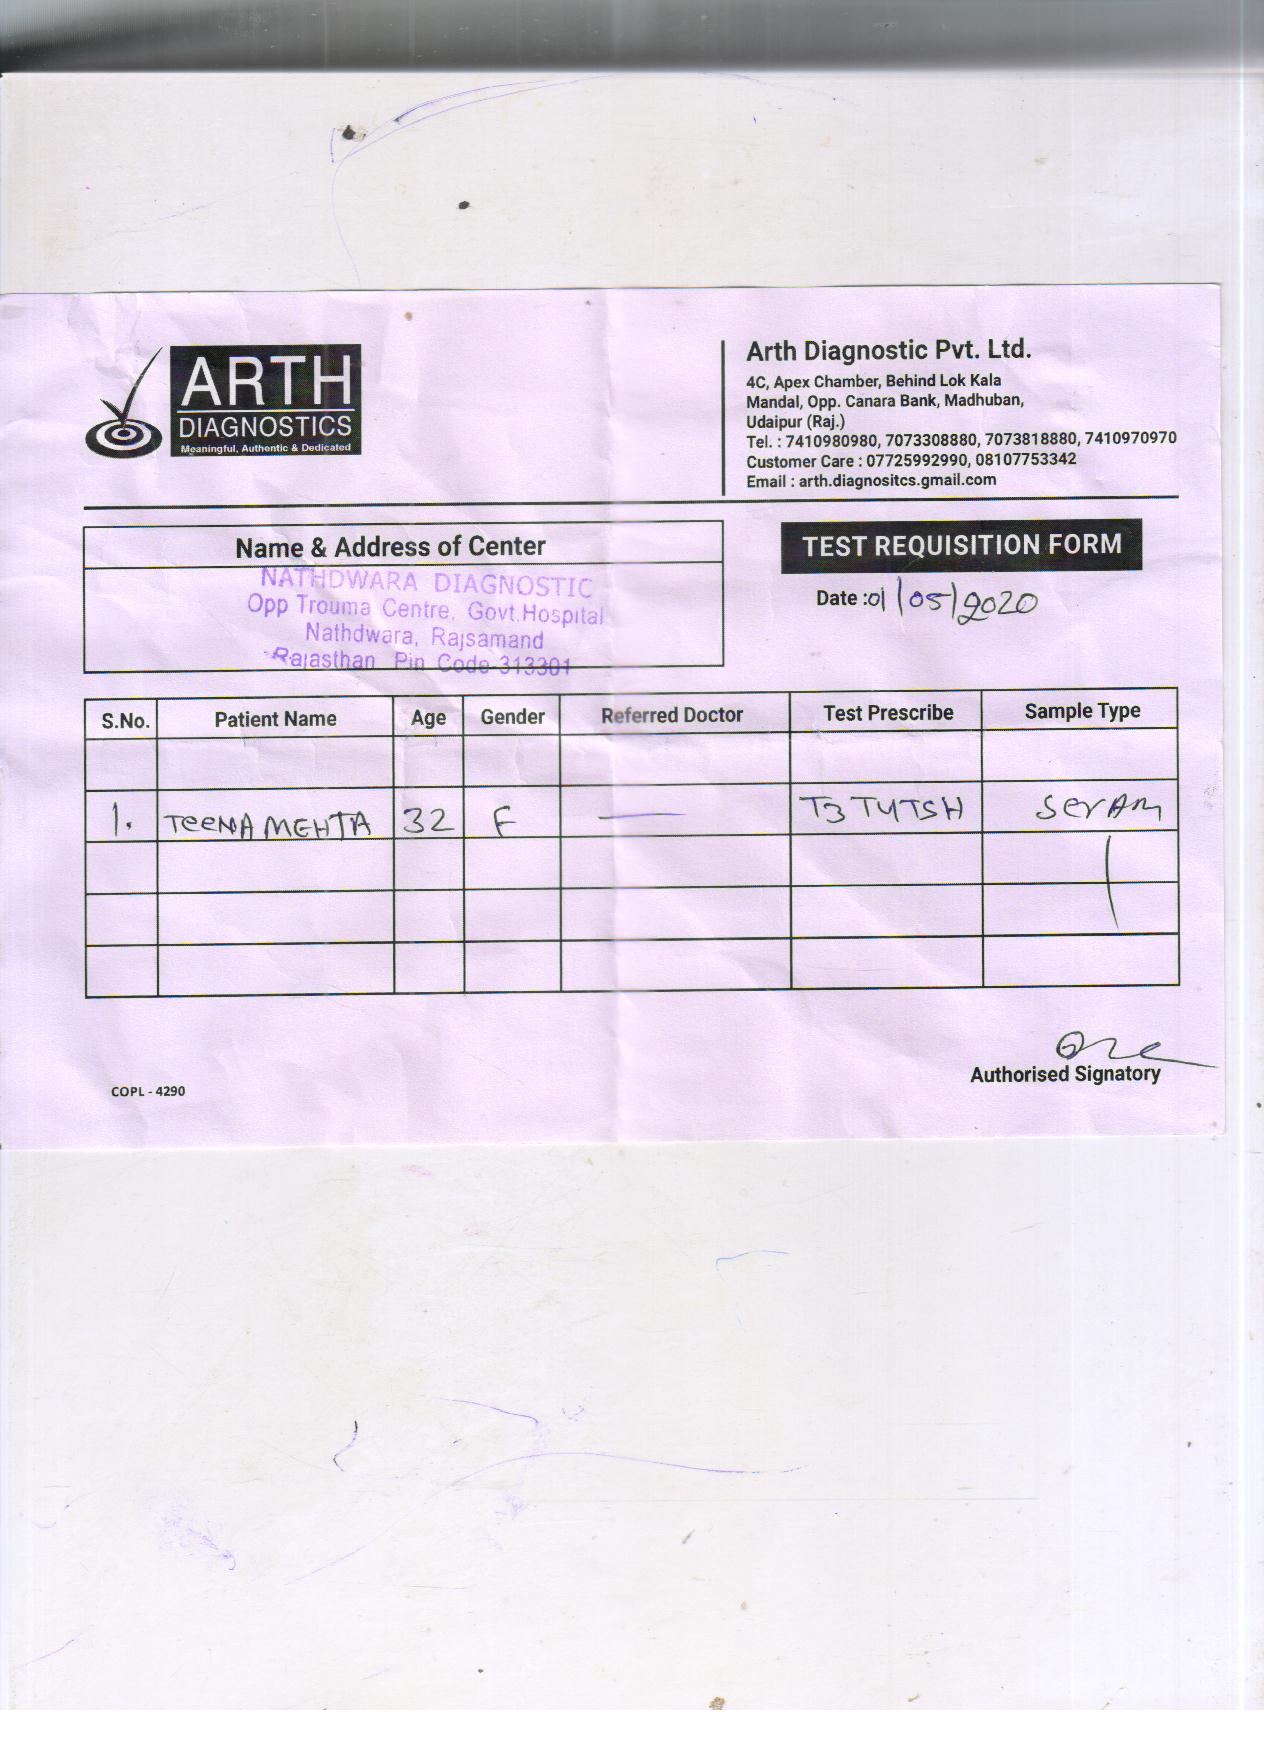 ARTH
DIAGNOSTICS
Meaningful, Authentic & Dedicated
Arth Diagnostic Pvt. Ltd.
4C, Apex Chamber, Behind Lok Kala
Mandal, Opp. Canara Bank, Madhuban,
Udaipur (Raj.)
Tel. : 7410980980, 7073308880, 7073818880, 7410970970
Customer Care : 07725992990, 08107753342
Email : arth.diagnositcs.gmail.com
Name & Address of Center
NATHDWARA DIAGNOSTIC
Opp Trouma Centre, Govt.Hospital
Nathdwara, Rajsamand
Rajasthan Pin Code-313301
TEST REQUISITION FORM
Date :01/05/2020
S.No. Patient Name Age Gender Referred Doctor Test Prescribe Sample Type
1. TEENA MEHTA 32 F — T3 T4 TSH SerAm
Authorised Signatory
COPL - 4290